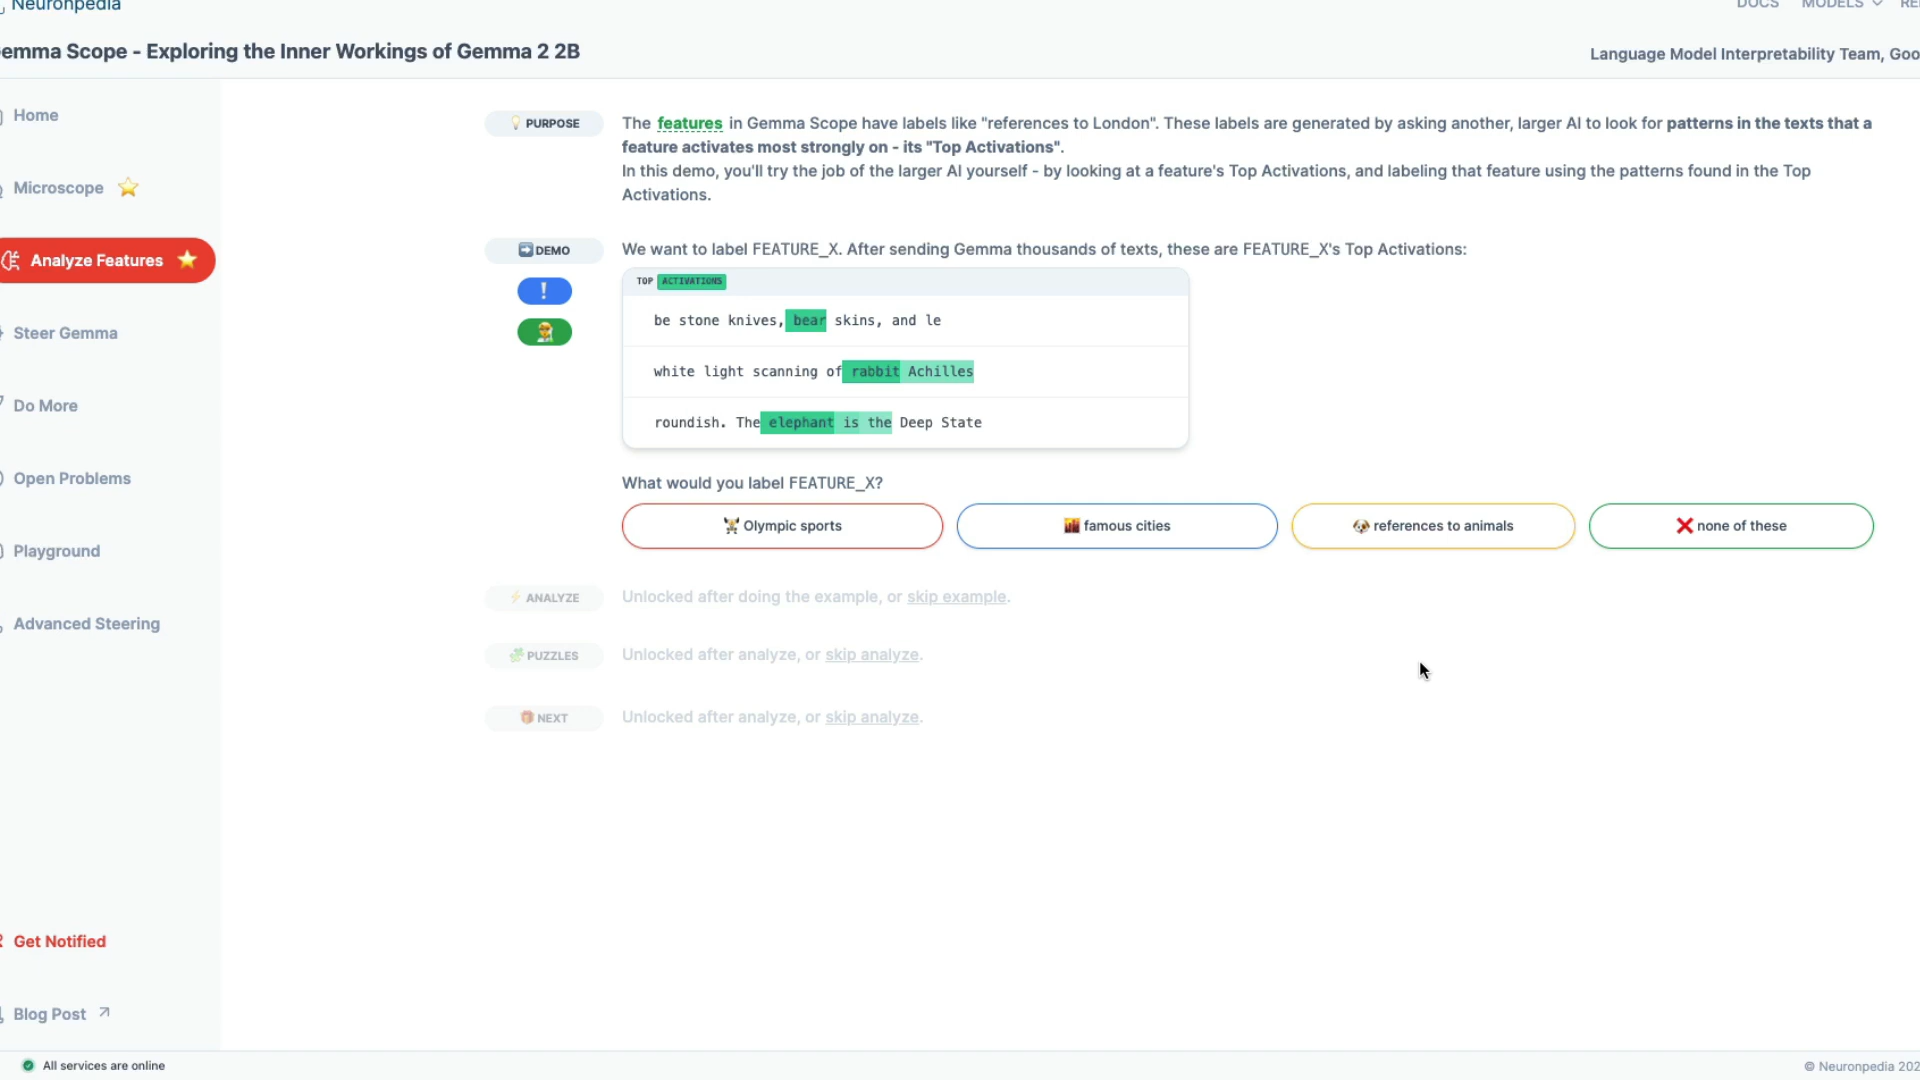 Neuronpedia
DOCS MODELS
emma Scope - Exploring the Inner Workings of Gemma 2 2B
Language Model Interpretability Team, Goo
Home
Microscope
Analyze Features
Steer Gemma
Do More
Open Problems
Playground
Advanced Steering
Get Notified
Blog Post
PURPOSE
The features in Gemma Scope have labels like "references to London". These labels are generated by asking another, larger AI to look for patterns in the texts that a
feature activates most strongly on - its "Top Activations".
In this demo, you'll try the job of the larger AI yourself - by looking at a feature's Top Activations, and labeling that feature using the patterns found in the Top
Activations.
DEMO
We want to label FEATURE_X. After sending Gemma thousands of texts, these are FEATURE_X's Top Activations:
TOP ACTIVATIONS
be stone knives, bear skins, and le
white light scanning of rabbit Achilles
roundish. The elephant is the Deep State
What would you label FEATURE_X?
Olympic sports
famous cities
references to animals
none of these
ANALYZE
Unlocked after doing the example, or skip example.
PUZZLES
Unlocked after analyze, or skip analyze.
NEXT
Unlocked after analyze, or skip analyze.
All services are online
© Neuronpedia 202